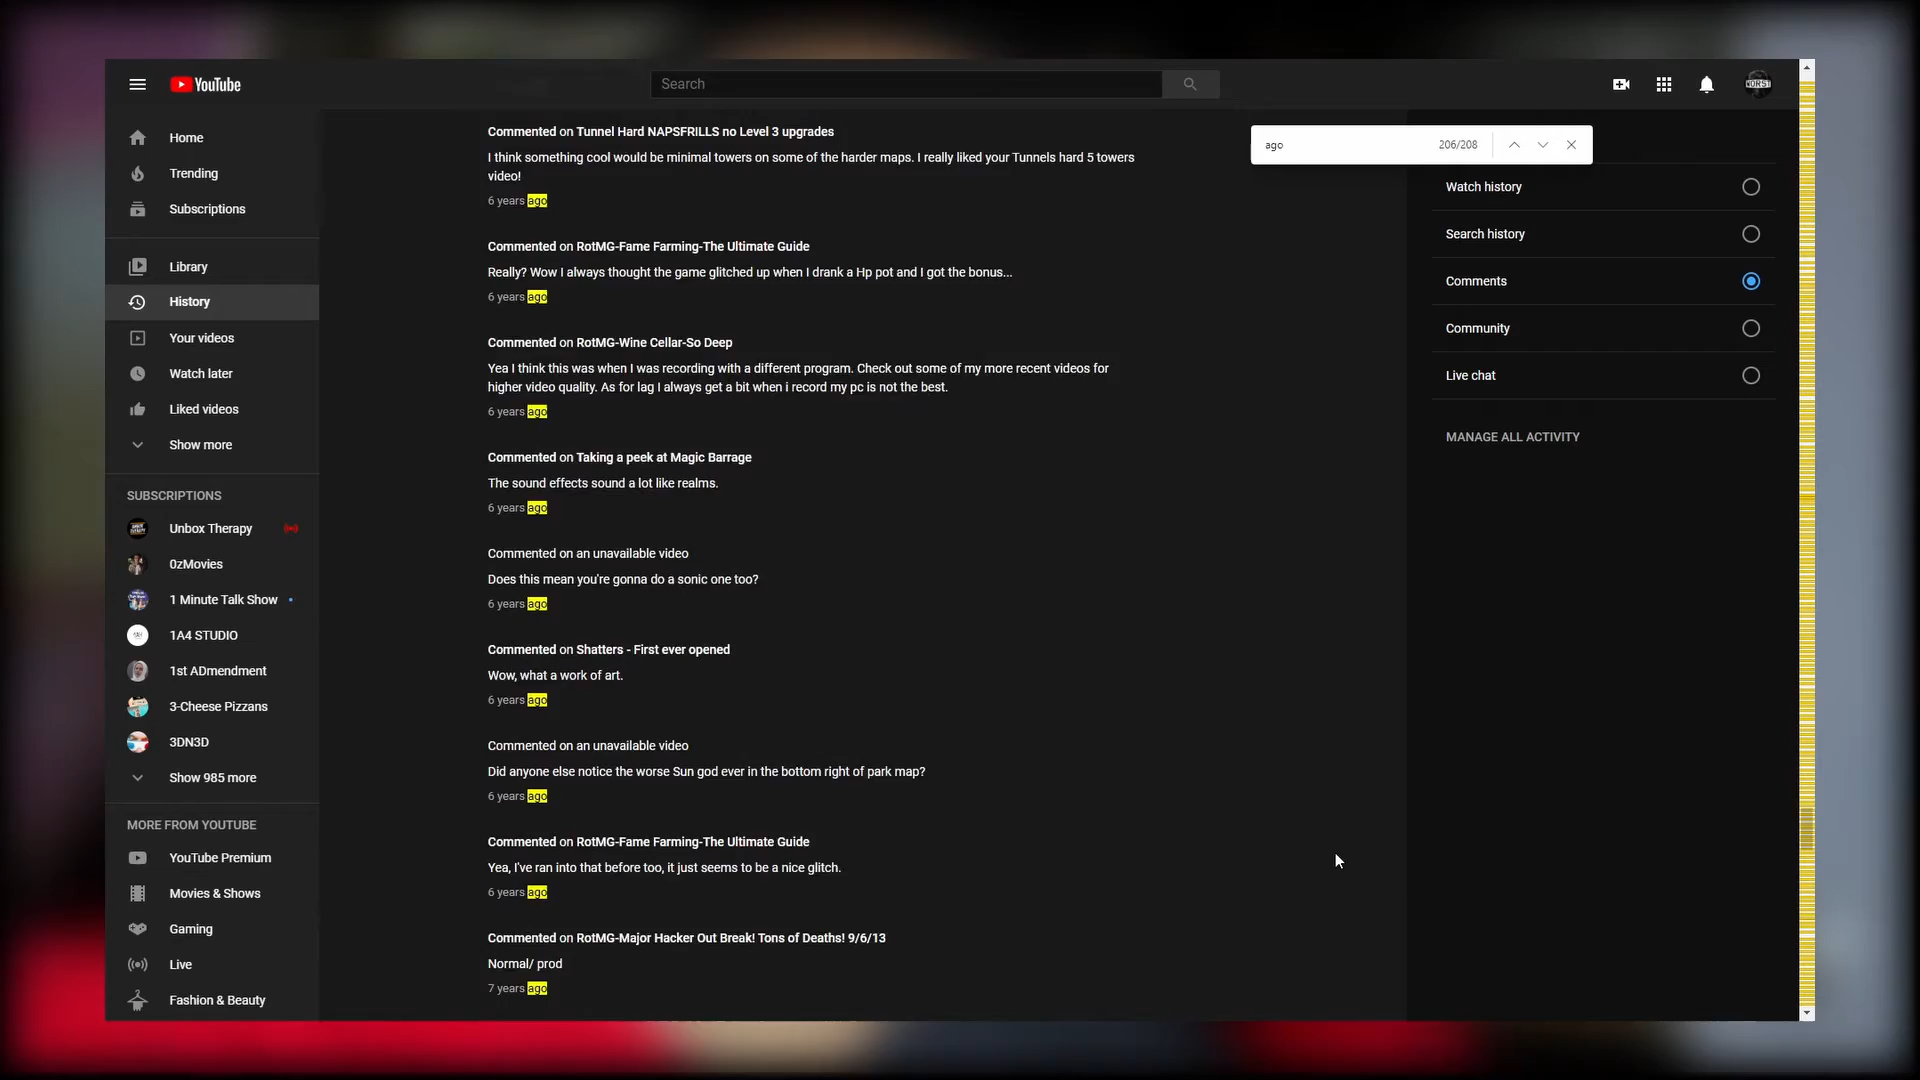 YouTube
Search
WORST
Home
Trending
Subscriptions
Library
History
Your videos
Watch later
Liked videos
Show more
SUBSCRIPTIONS
Unbox Therapy
0zMovies
1 Minute Talk Show
1A4 STUDIO
1st ADmendment
3-Cheese Pizzans
3DN3D
Show 985 more
MORE FROM YOUTUBE
YouTube Premium
Movies & Shows
Gaming
Live
Fashion & Beauty
Commented on Tunnel Hard NAPSFRILLS no Level 3 upgrades
I think something cool would be minimal towers on some of the harder maps. I really liked your Tunnels hard 5 towers
video!
6 years ago
Commented on RotMG-Fame Farming-The Ultimate Guide
Really? Wow I always thought the game glitched up when I drank a Hp pot and I got the bonus...
6 years ago
Commented on RotMG-Wine Cellar-So Deep
Yea I think this was when I was recording with a different program. Check out some of my more recent videos for
higher video quality. As for lag I always get a bit when i record my pc is not the best.
6 years ago
Commented on Taking a peek at Magic Barrage
The sound effects sound a lot like realms.
6 years ago
Commented on an unavailable video
Does this mean you're gonna do a sonic one too?
6 years ago
Commented on Shatters - First ever opened
Wow, what a work of art.
6 years ago
Commented on an unavailable video
Did anyone else notice the worse Sun god ever in the bottom right of park map?
6 years ago
Commented on RotMG-Fame Farming-The Ultimate Guide
Yea, I've ran into that before too, it just seems to be a nice glitch.
6 years ago
Commented on RotMG-Major Hacker Out Break! Tons of Deaths! 9/6/13
Normal/ prod
7 years ago
ago 206/208
Watch history
Search history
Comments
Community
Live chat
MANAGE ALL ACTIVITY